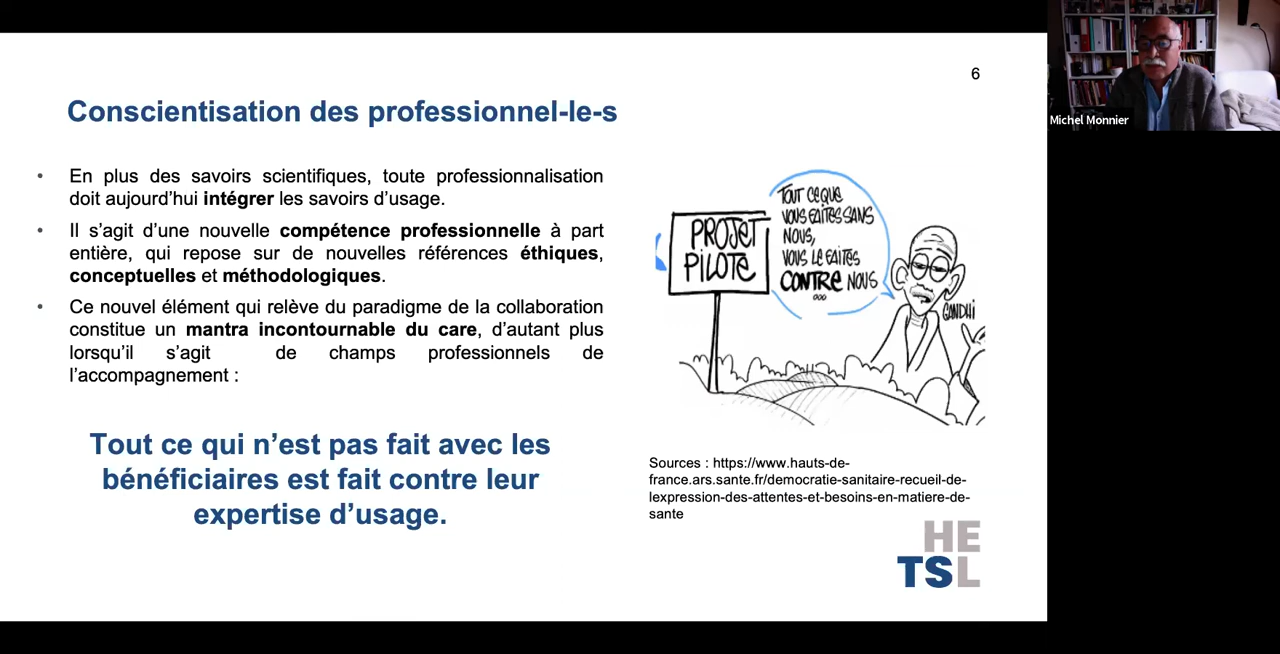 6
Michel Monnier
Conscientisation des professionnel-le-s
• En plus des savoirs scientifiques, toute professionnalisation
doit aujourd’hui intégrer les savoirs d’usage.
• Il s’agit d’une nouvelle compétence professionnelle à part
entière, qui repose sur de nouvelles références éthiques,
conceptuelles et méthodologiques.
• Ce nouvel élément qui relève du paradigme de la collaboration
constitue un mantra incontournable du care, d’autant plus
lorsqu’il s’agit de champs professionnels de
l’accompagnement :
Tout ce qui n’est pas fait avec les
bénéficiaires est fait contre leur
expertise d’usage.
PROJET
PILOTE
TOUT CE QUE
VOUS FAITES SANS
NOUS,
VOUS LE FAITES
CONTRE NOUS
...
GANDHI
Sources : https://www.hauts-de-
france.ars.sante.fr/democratie-sanitaire-recueil-de-
lexpression-des-attentes-et-besoins-en-matiere-de-
sante
HE
TSL